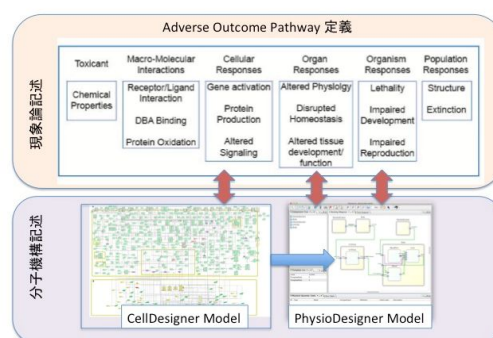 Adverse Outcome Pathway 定義
現象論記述
Toxicant
Chemical
Properties
Macro-Molecular
Interactions
Receptor/Ligand
Interaction
DBA Binding
Protein Oxidation
Cellular
Responses
Gene activation
Protein
Production
Altered
Signaling
Organ
Responses
Altered Physiolgy
Disrupted
Homeostasis
Altered tissue
development/
function
Organism
Responses
Lethality
Impaired
Development
Impaired
Reproduction
Population
Responses
Structure
Extinction
分子機構記述
CellDesigner Model
PhysioDesigner Model